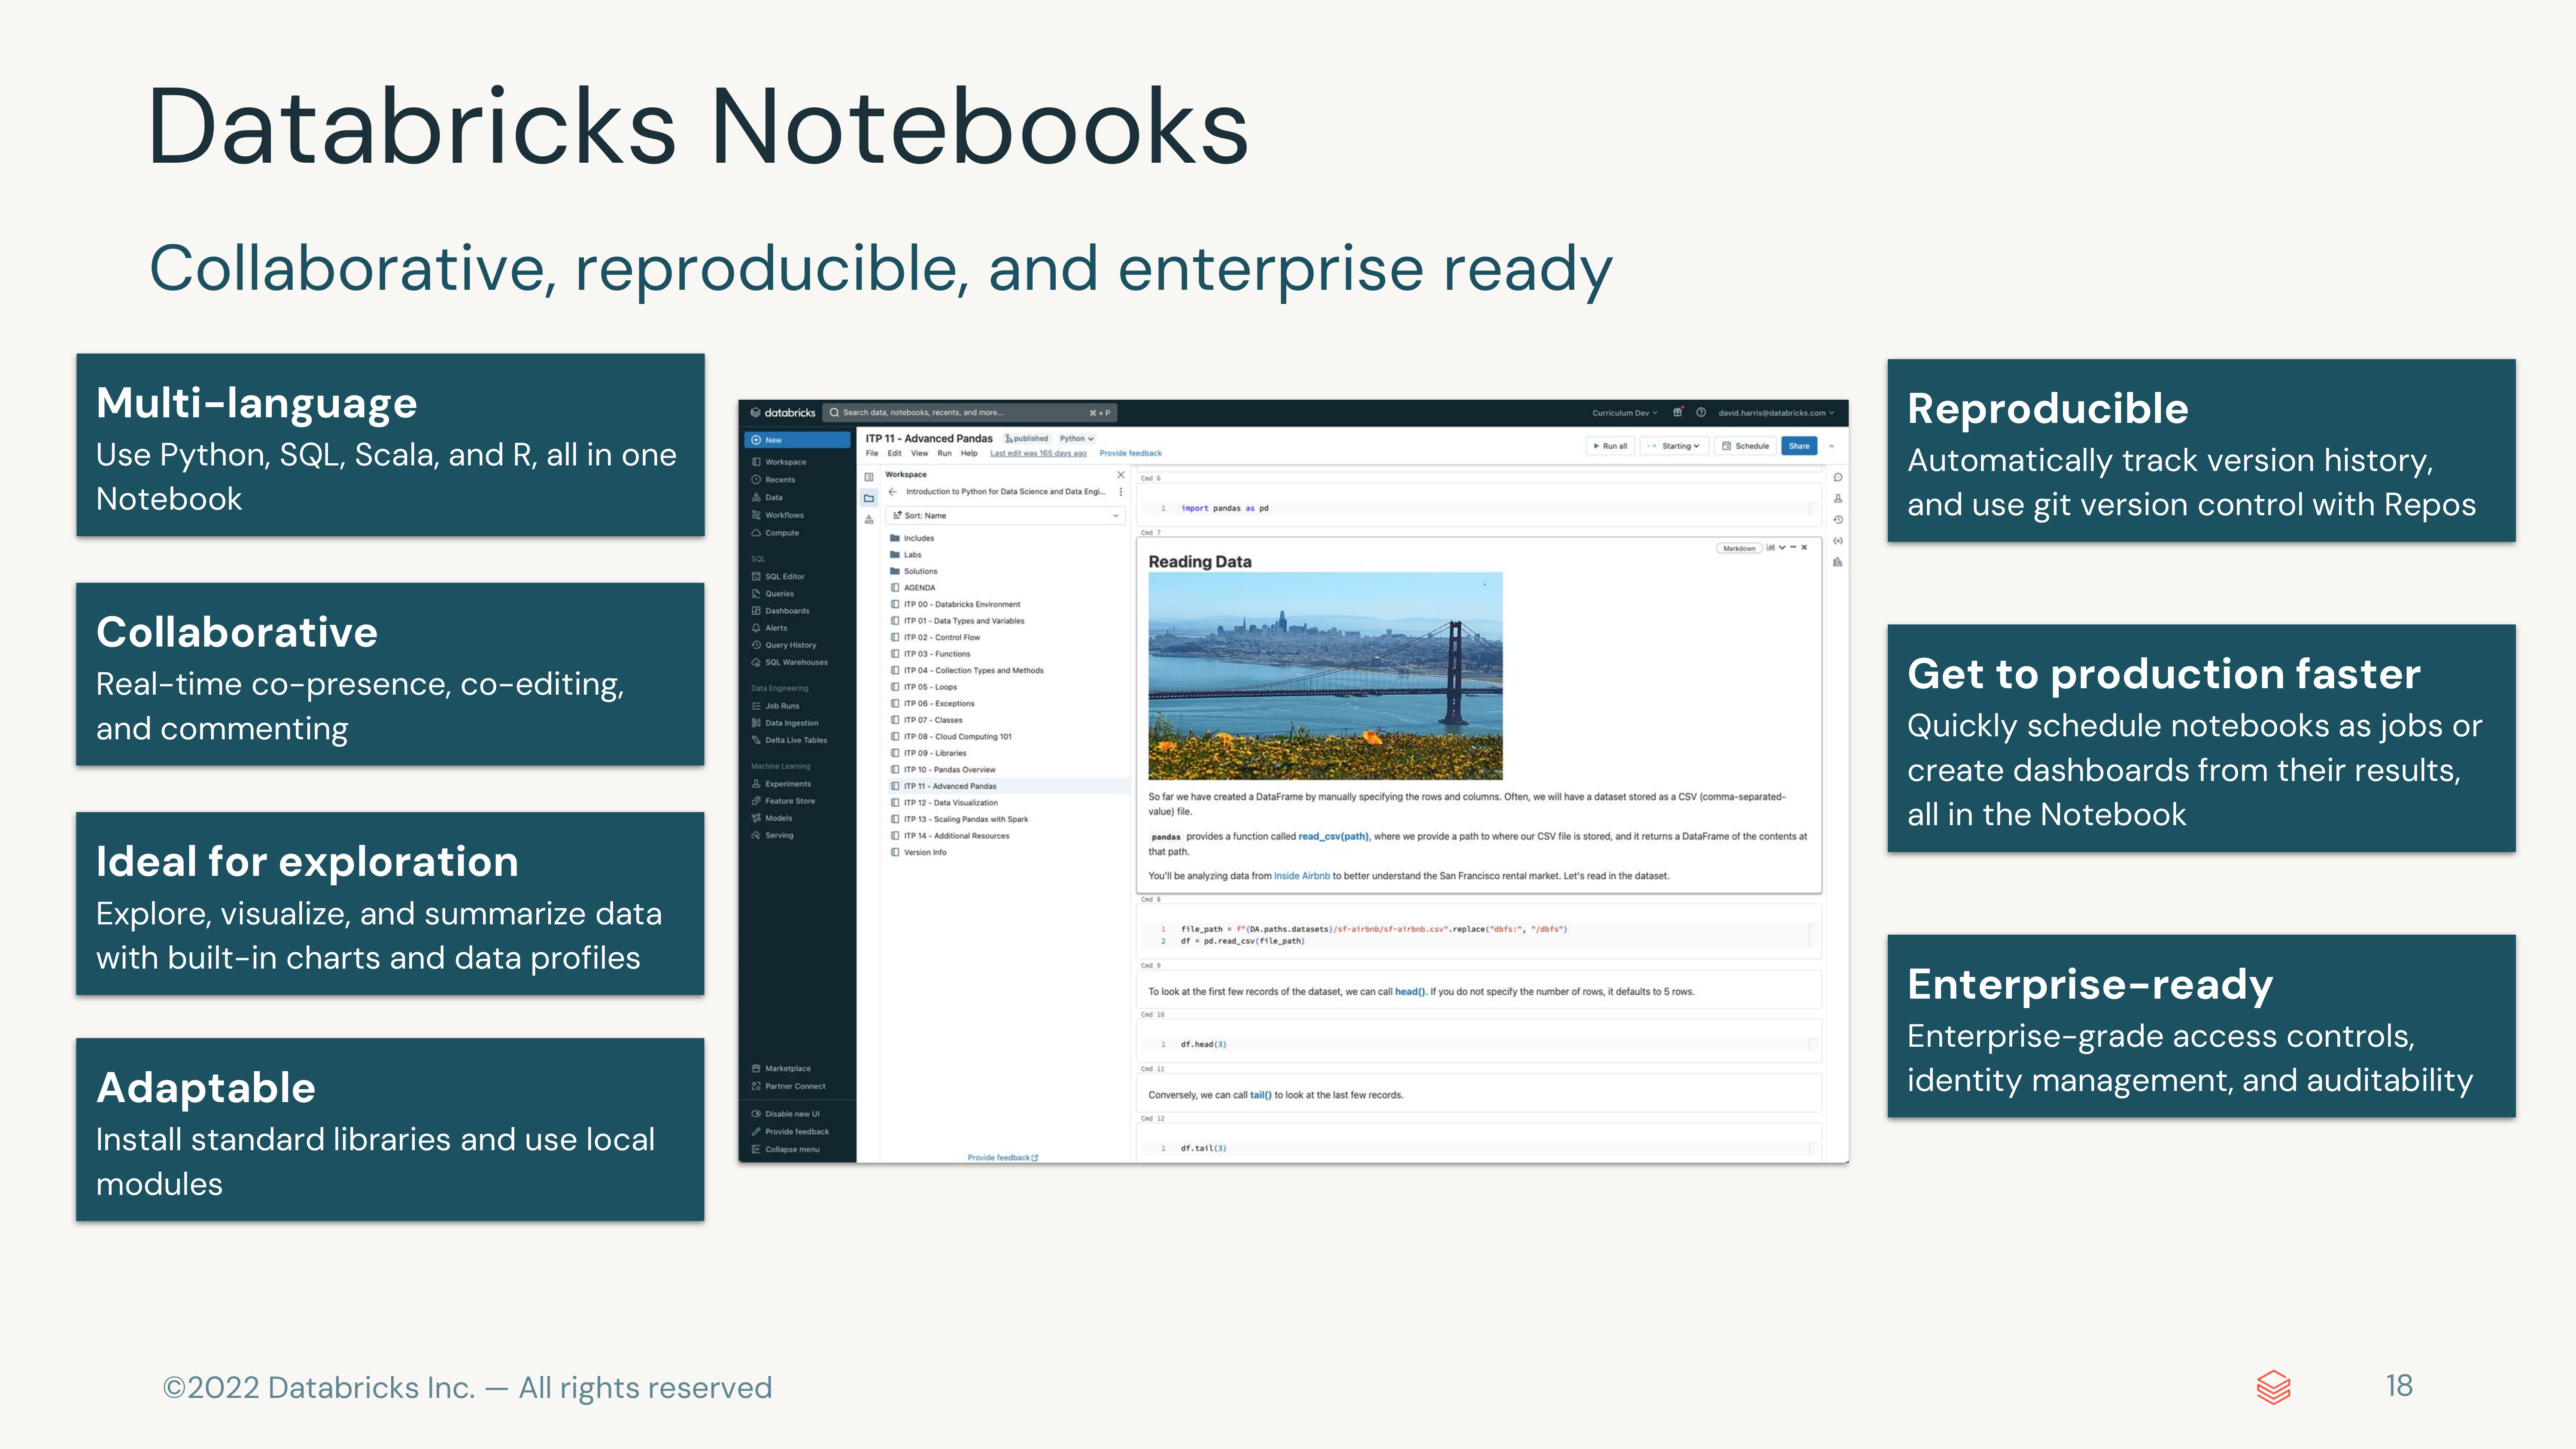 Databricks Notebooks
Collaborative, reproducible, and enterprise ready
Multi-language
Use Python, SQL, Scala, and R, all in one
Notebook
Collaborative
Real-time co-presence, co-editing,
and commenting
Ideal for exploration
Explore, visualize, and summarize data
with built-in charts and data profiles
Adaptable
Install standard libraries and use local
modules
databricks
Search data, notebooks, recents, and more...
⌘ + P
Curriculum Dev
david.harris@databricks.com
New
Workspace
Recents
Data
Workflows
Compute
SQL
SQL Editor
Queries
Dashboards
Alerts
Query History
SQL Warehouses
Data Engineering
Job Runs
Data Ingestion
Delta Live Tables
Machine Learning
Experiments
Feature Store
Models
Serving
Marketplace
Partner Connect
Disable new UI
Provide feedback
Collapse menu
ITP 11 - Advanced Pandas
published
Python
File Edit View Run Help Last edit was 165 days ago Provide feedback
Run all
Starting
Schedule
Share
Workspace
Introduction to Python for Data Science and Data Engi...
Sort: Name
Includes
Labs
Solutions
AGENDA
ITP 00 - Databricks Environment
ITP 01 - Data Types and Variables
ITP 02 - Control Flow
ITP 03 - Functions
ITP 04 - Collection Types and Methods
ITP 05 - Loops
ITP 06 - Exceptions
ITP 07 - Classes
ITP 08 - Cloud Computing 101
ITP 09 - Libraries
ITP 10 - Pandas Overview
ITP 11 - Advanced Pandas
ITP 12 - Data Visualization
ITP 13 - Scaling Pandas with Spark
ITP 14 - Additional Resources
Version Info
Provide feedback
Cmd 6
1 import pandas as pd
Cmd 7
Markdown
Reading Data
So far we have created a DataFrame by manually specifying the rows and columns. Often, we will have a dataset stored as a CSV (comma-separated-
value) file.
pandas provides a function called read_csv(path), where we provide a path to where our CSV file is stored, and it returns a DataFrame of the contents at
that path.
You'll be analyzing data from Inside Airbnb to better understand the San Francisco rental market. Let's read in the dataset.
Cmd 8
1 file_path = f"{DA.paths.datasets}/sf-airbnb/sf-airbnb.csv".replace("dbfs:", "/dbfs")
2 df = pd.read_csv(file_path)
Cmd 9
To look at the first few records of the dataset, we can call head(). If you do not specify the number of rows, it defaults to 5 rows.
Cmd 10
1 df.head(3)
Cmd 11
Conversely, we can call tail() to look at the last few records.
Cmd 12
1 df.tail(3)
Reproducible
Automatically track version history,
and use git version control with Repos
Get to production faster
Quickly schedule notebooks as jobs or
create dashboards from their results,
all in the Notebook
Enterprise-ready
Enterprise-grade access controls,
identity management, and auditability
©2022 Databricks Inc. — All rights reserved
18